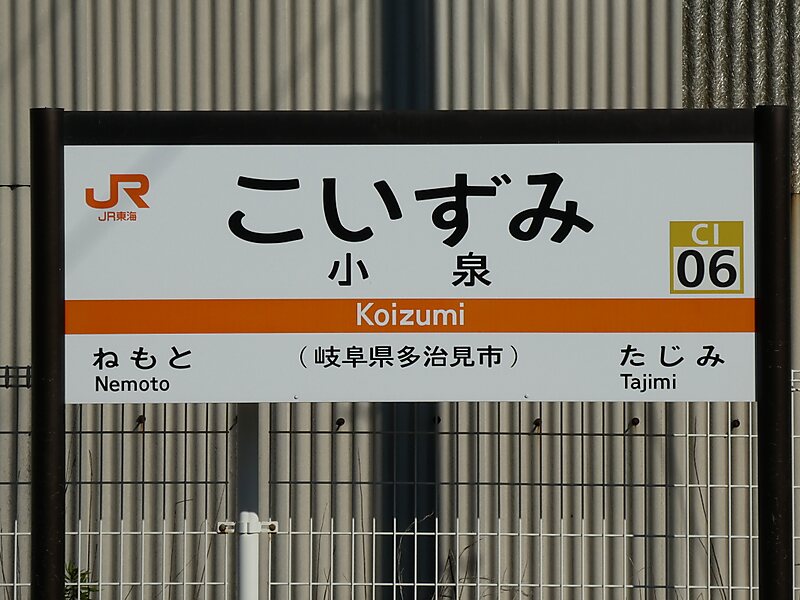 JR
JR東海
こいずみ
小泉
CI
06
Koizumi
ねもと
Nemoto
(岐阜県多治見市)
たじみ
Tajimi